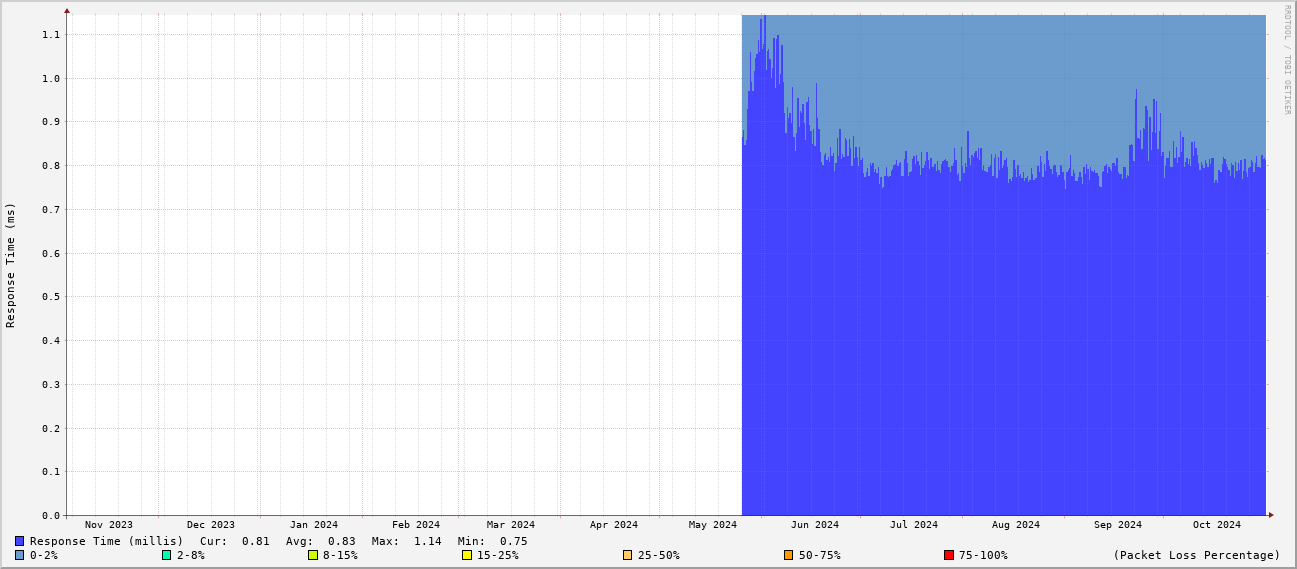 RRDTOOL / TOBI OETIKER
Response Time (ms)
1.1
1.0
0.9
0.8
0.7
0.6
0.5
0.4
0.3
0.2
0.1
0.0
Nov 2023 Dec 2023 Jan 2024 Feb 2024 Mar 2024 Apr 2024 May 2024 Jun 2024 Jul 2024 Aug 2024 Sep 2024 Oct 2024
Response Time (millis) Cur: 0.81 Avg: 0.83 Max: 1.14 Min: 0.75
0-2% 2-8% 8-15% 15-25% 25-50% 50-75% 75-100% (Packet Loss Percentage)